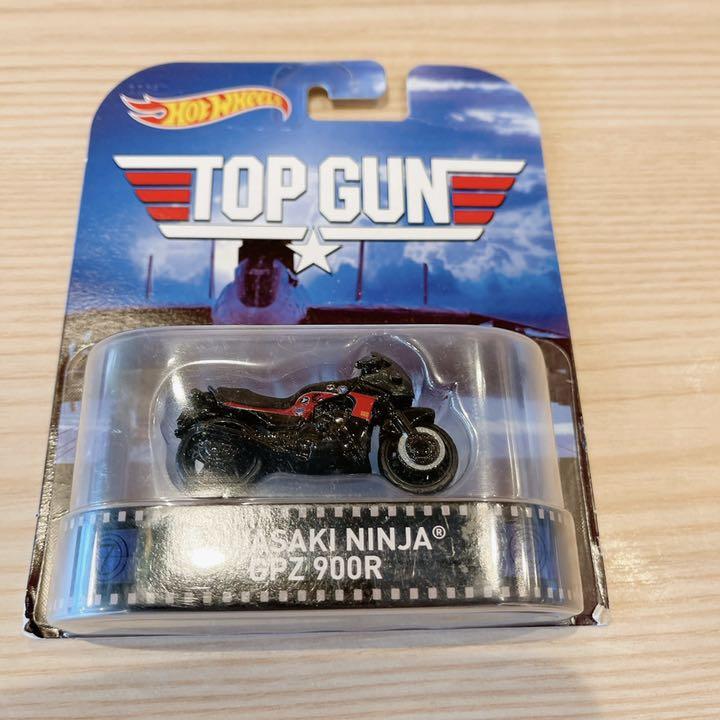 HOT WHEELS
TOP GUN
ASAKI NINJA®
GPZ 900R